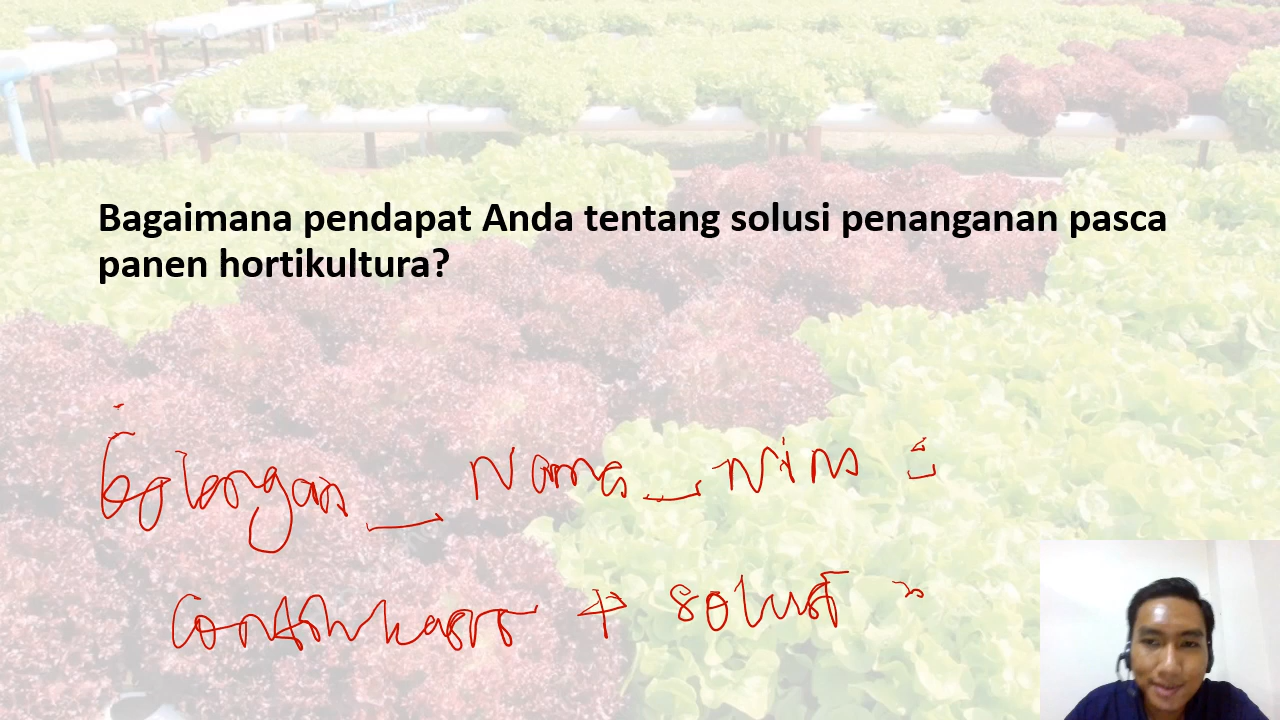 Bagaimana pendapat Anda tentang solusi penanganan pasca
panen hortikultura?
Golongan _ Nama _ NIM :
Contoh kasus + solusi